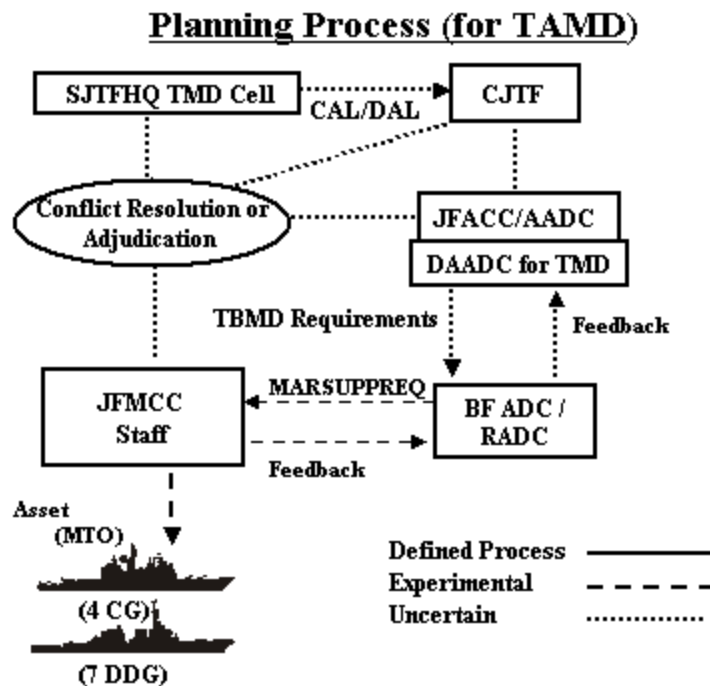 Planning Process (for TAMD)
SJTFHQ TMD Cell
CAL/DAL
CJTF
Conflict Resolution or
Adjudication
JFACC/AADC
DAADC for TMD
TBMD Requirements
Feedback
JFMCC
Staff
MARSUPPREQ
BF ADC /
RADC
Feedback
Asset
(MTO)
(4 CG)
(7 DDG)
Defined Process
Experimental
Uncertain